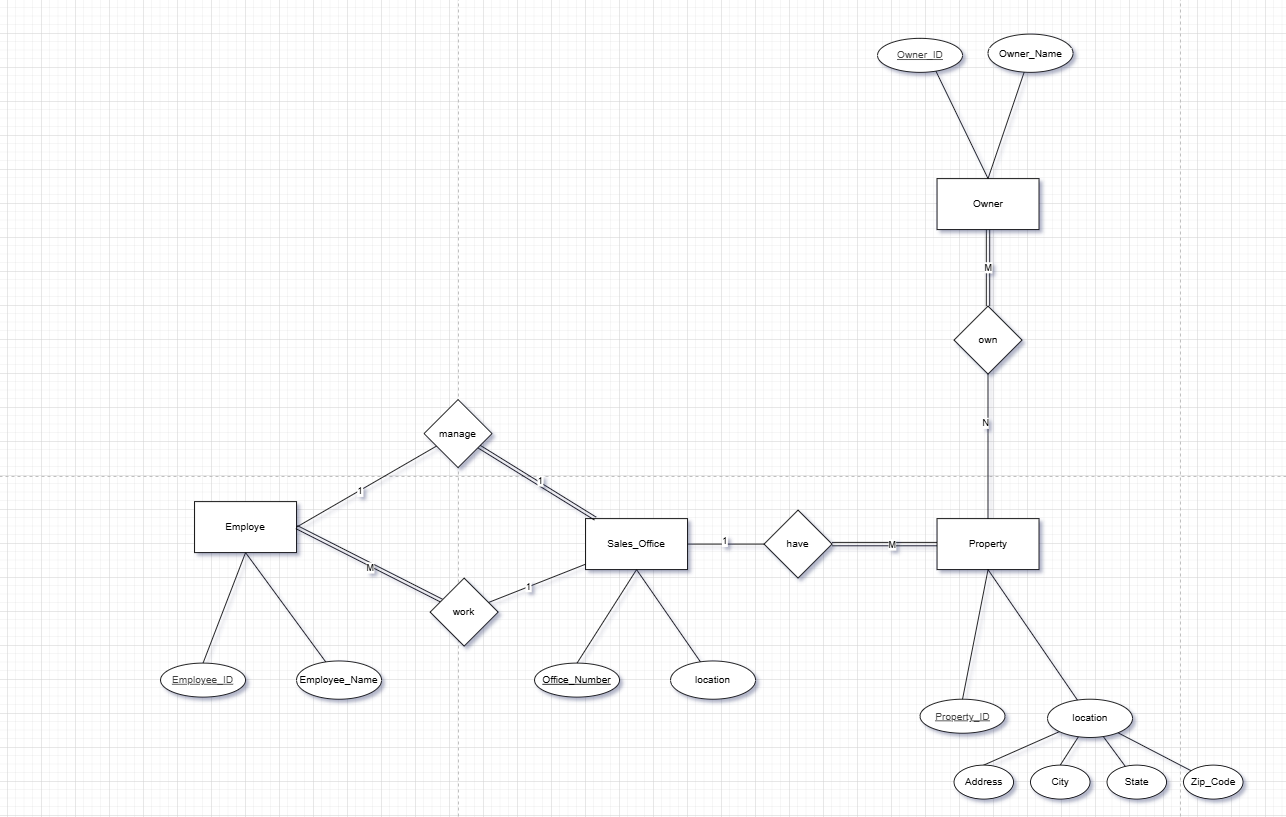 Owner_ID
Owner_Name
Owner
M
own
N
manage
1
1
Employe
Sales_Office
1
have
M
Property
M
1
work
Employee_ID
Employee_Name
Office_Number
location
Property_ID
location
Address
City
State
Zip_Code